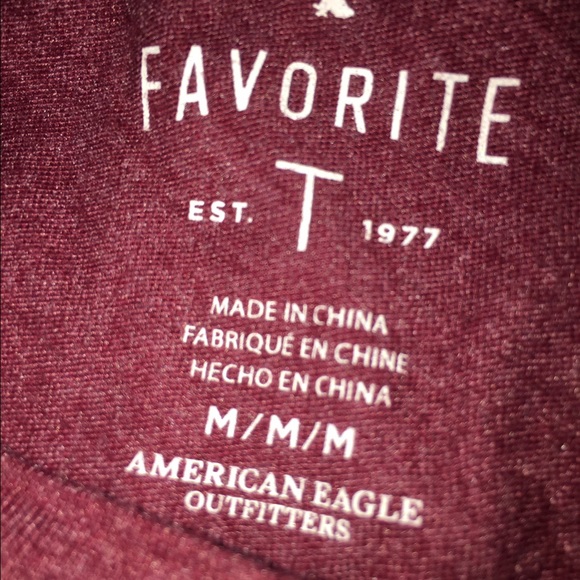 FAVORITE
T
EST. 1977
MADE IN CHINA
FABRIQUÉ EN CHINE
HECHO EN CHINA
M/M/M
AMERICAN EAGLE
OUTFITTERS